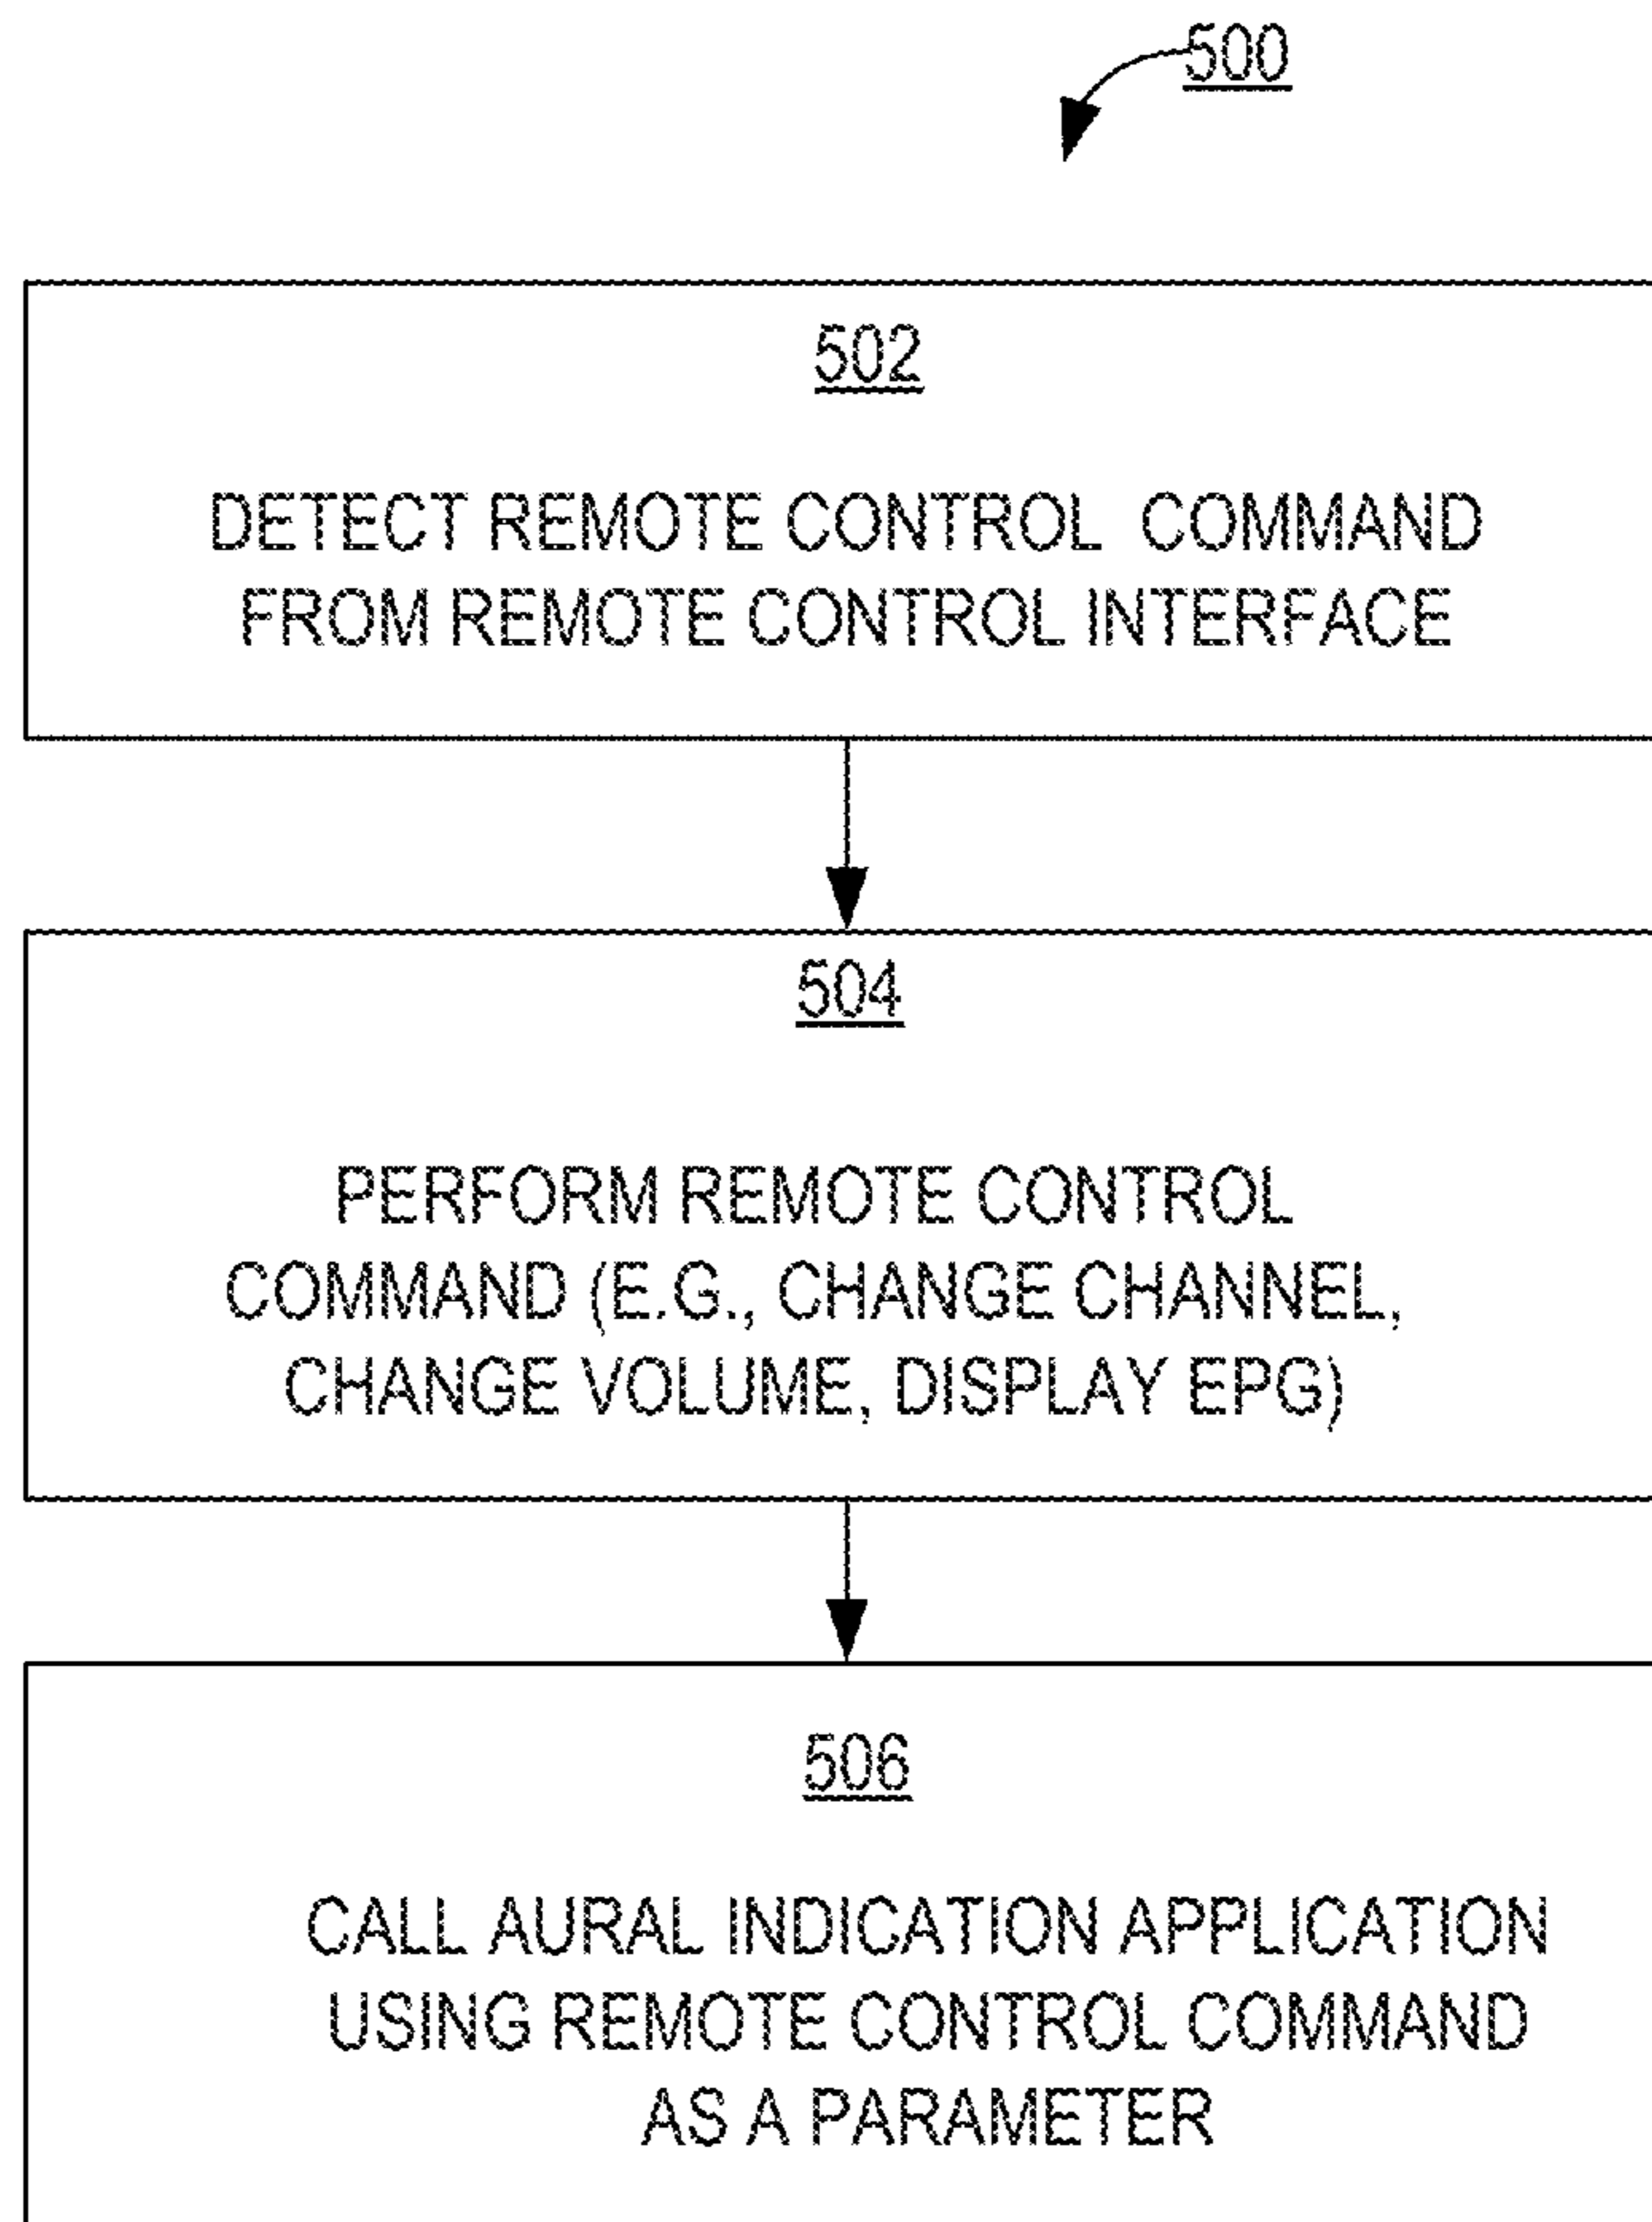 500
502
DETECT REMOTE CONTROL COMMAND
FROM REMOTE CONTROL INTERFACE
504
PERFORM REMOTE CONTROL
COMMAND (E.G., CHANGE CHANNEL,
CHANGE VOLUME, DISPLAY EPG)
506
CALL AURAL INDICATION APPLICATION
USING REMOTE CONTROL COMMAND
AS A PARAMETER